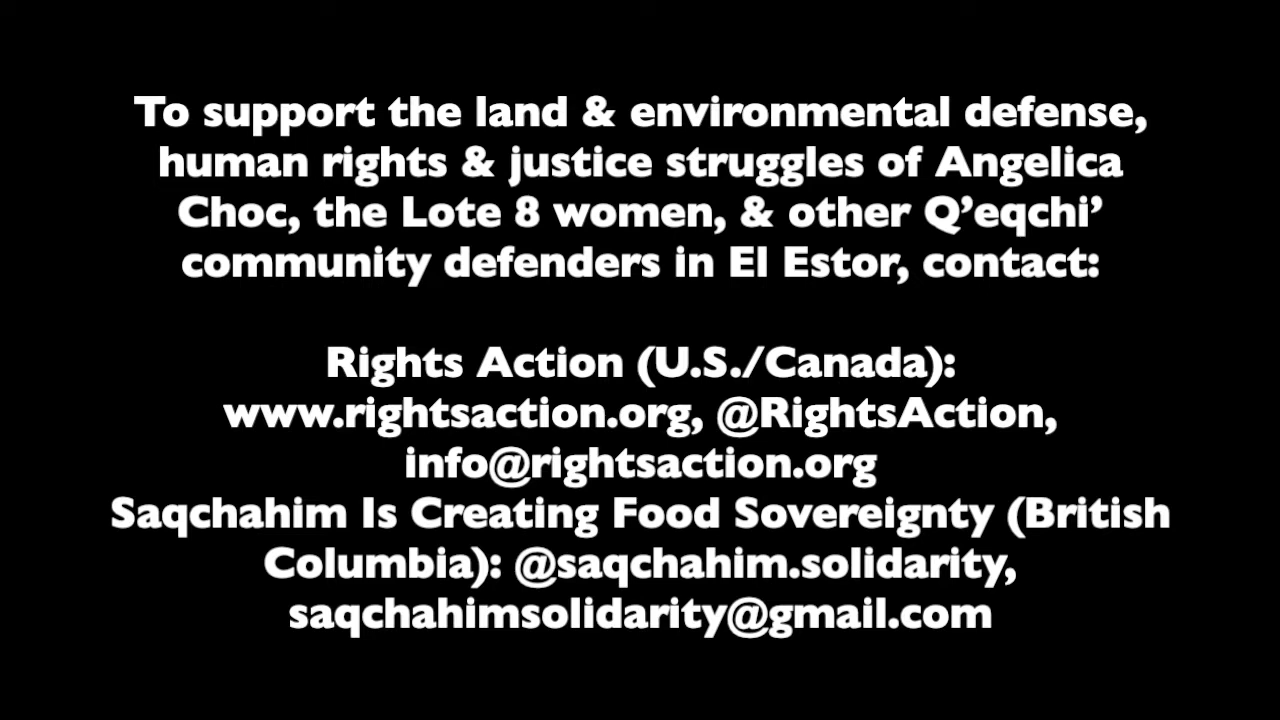 To support the land & environmental defense,
human rights & justice struggles of Angelica
Choc, the Lote 8 women, & other Q’eqchi’
community defenders in El Estor, contact:
Rights Action (U.S./Canada):
www.rightsaction.org, @RightsAction,
info@rightsaction.org
Saqchahim Is Creating Food Sovereignty (British
Columbia): @saqchahim.solidarity,
saqchahimsolidarity@gmail.com